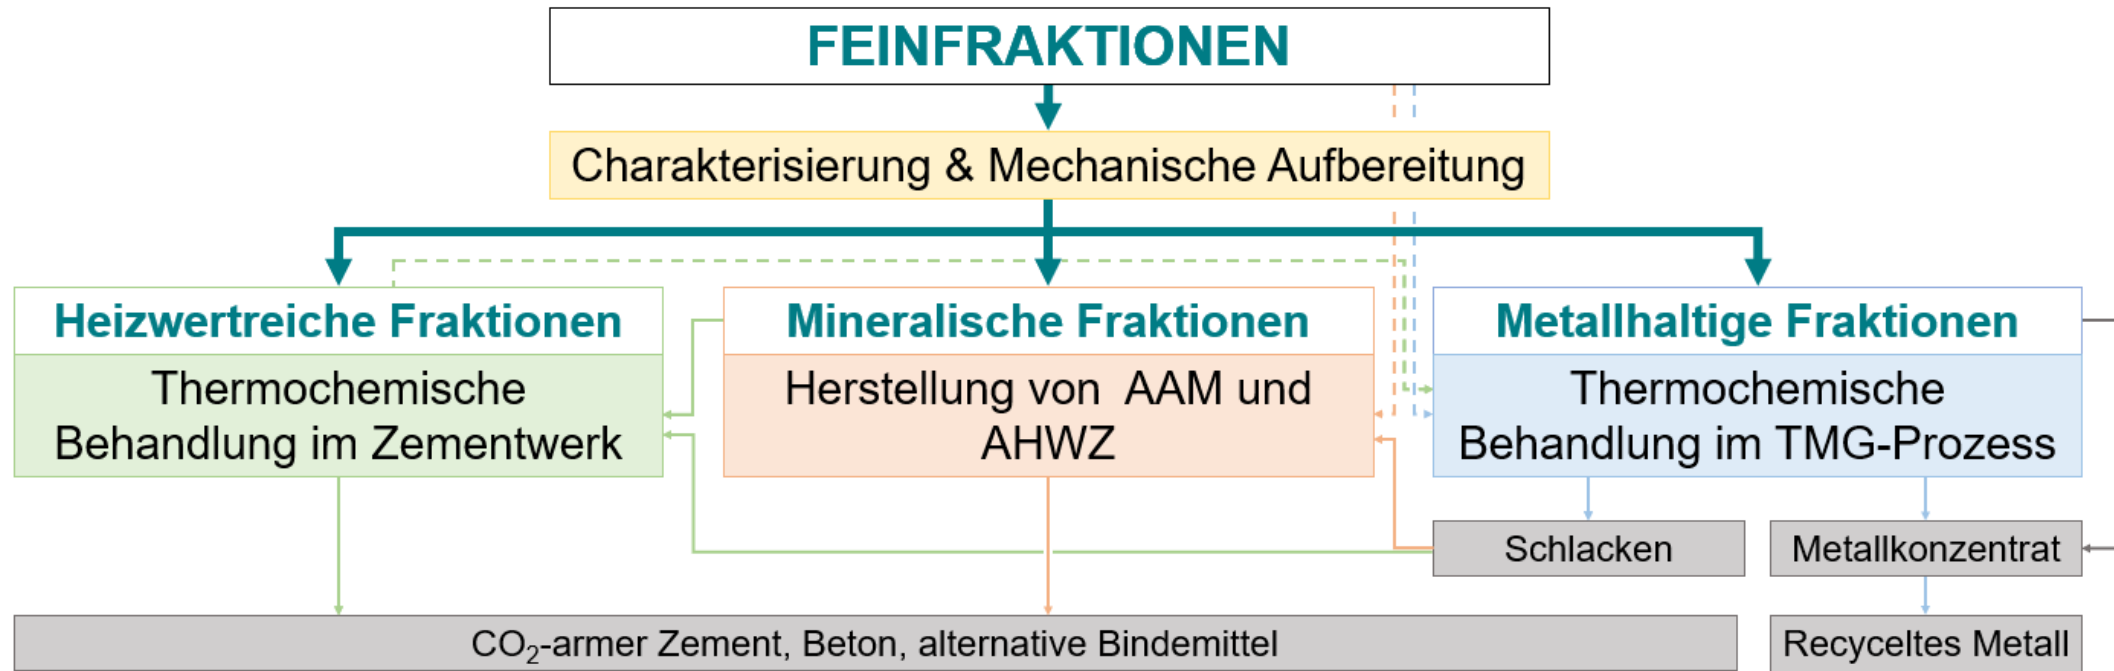 FEINFRAKTIONEN
Charakterisierung & Mechanische Aufbereitung
Heizwertreiche Fraktionen
Thermochemische
Behandlung im Zementwerk
Mineralische Fraktionen
Herstellung von AAM und
AHWZ
Metallhaltige Fraktionen
Thermochemische
Behandlung im TMG-Prozess
Schlacken
Metallkonzentrat
CO₂-armer Zement, Beton, alternative Bindemittel
Recyceltes Metall